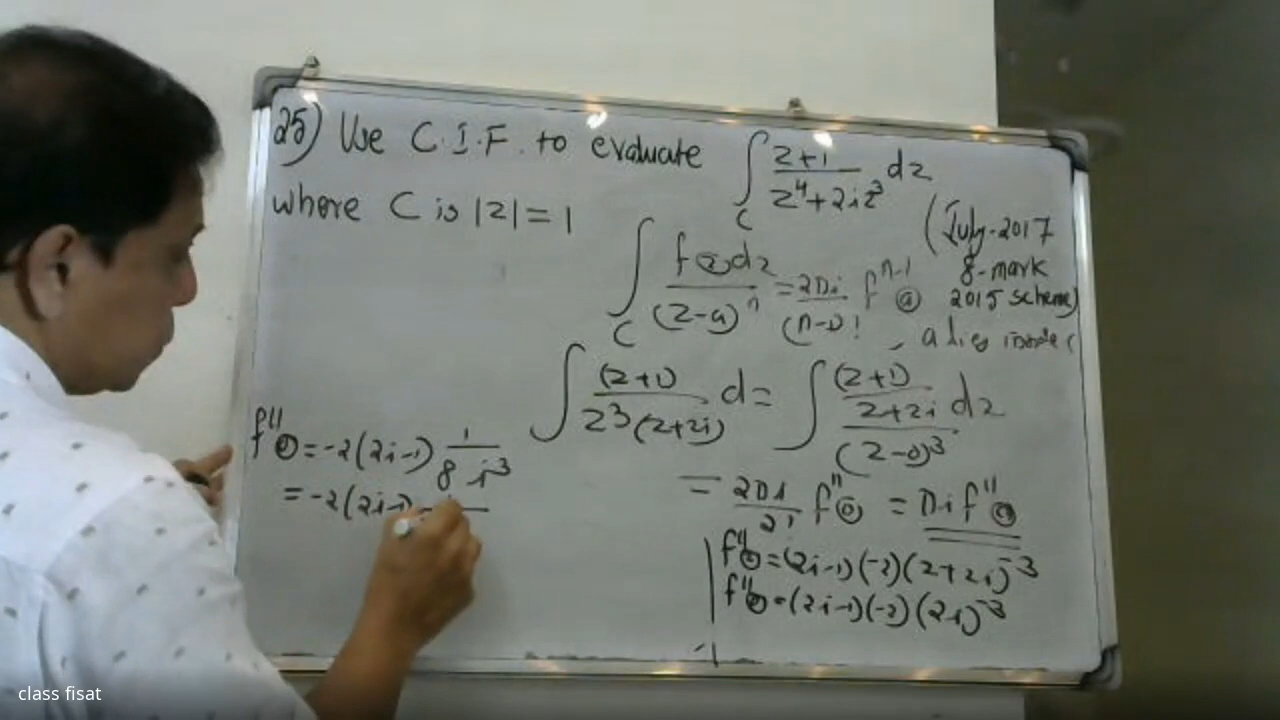 25) Use C.I.F. to evaluate ∫_C (z+1)/(z⁴+2iz³) dz
where C is |z| = 1
(July-2017
8-mark
2015 scheme)
∫_C f(z)dz/(z-a)ⁿ = 2πi/(n-1)! fⁿ⁻¹(a), a lies inside C
∫ (z+1)/(z³(z+2i)) d = ∫ ((z+1)/(z+2i))/(z-0)³ dz
= 2πi/2! f''(0) = πi f''(0)
f''(z) = (2i-1)(-2)(z+2i)⁻³
f''(0) = (2i-1)(-2)(2i)⁻³
f''(0) = -2(2i-1) 1/(8 i³)
= -2(2i-1)
class fisat